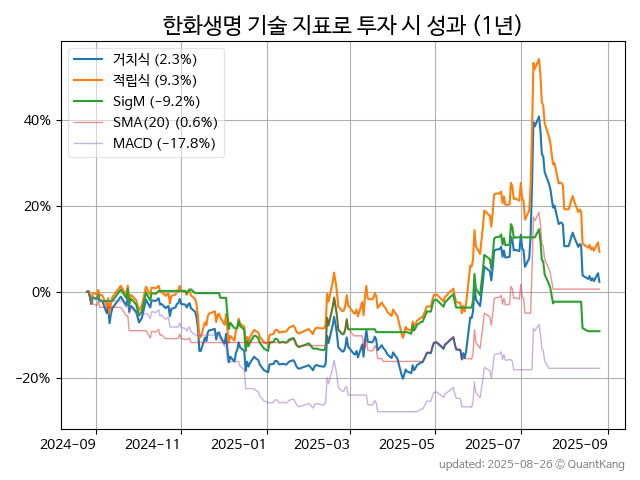 한화생명 기술 지표로 투자 시 성과 (1년)
거치식 (2.3%)
적립식 (9.3%)
SigM (−9.2%)
SMA(20) (0.6%)
MACD (−17.8%)
40%
20%
0%
−20%
2024-09 2024-11 2025-01 2025-03 2025-05 2025-07 2025-09
updated: 2025-08-26 © QuantKang